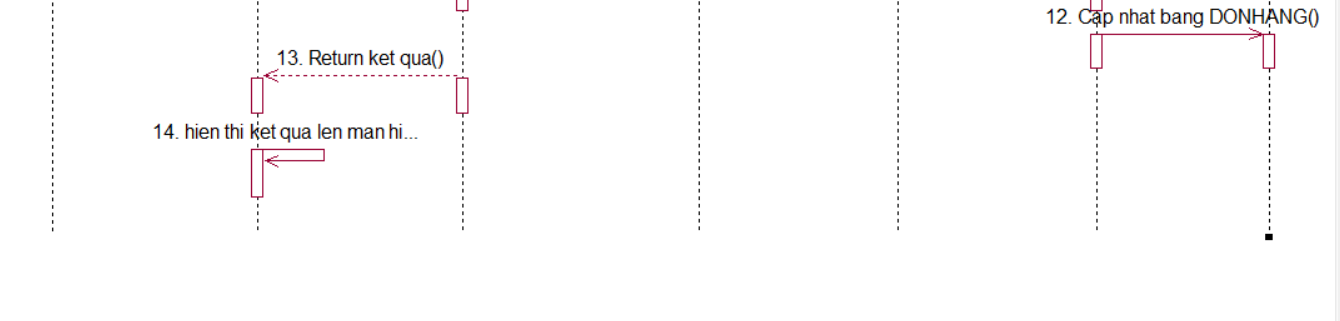 12. Cap nhat bang DONHANG()
13. Return ket qua()
14. hien thi ket qua len man hi...